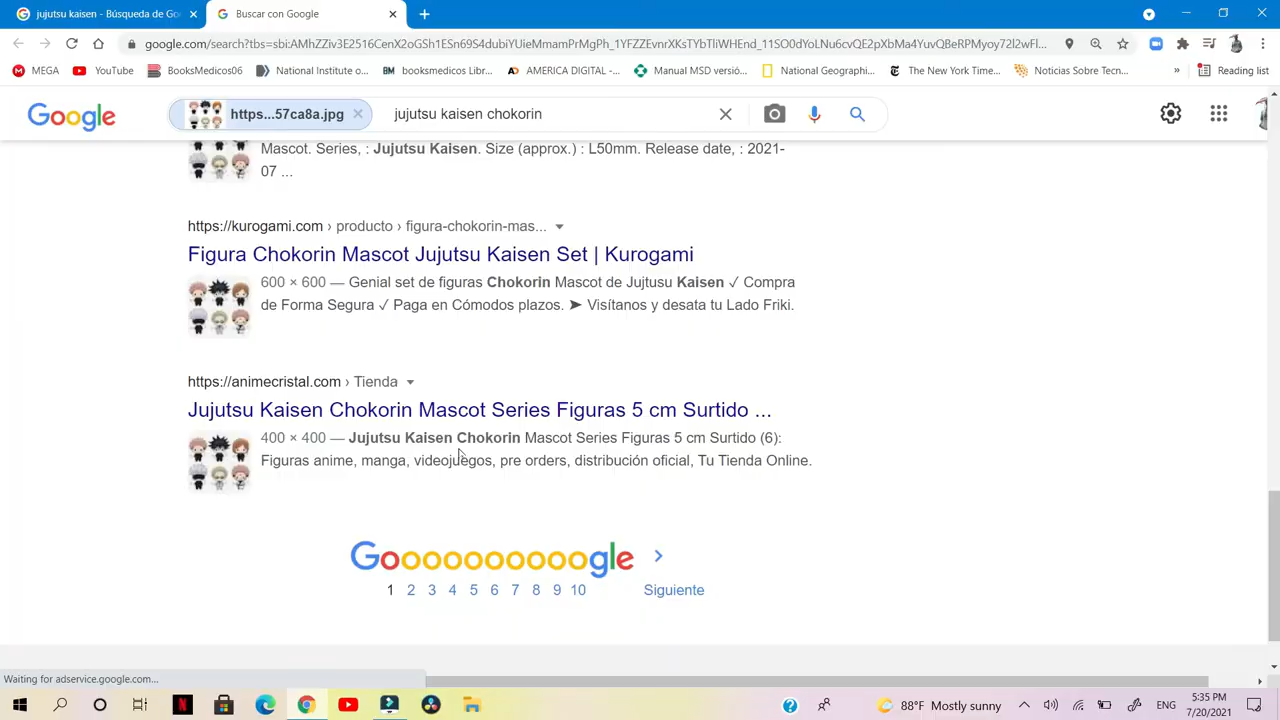 jujutsu kaisen - Búsqueda de Go
Buscar con Google
google.com/search?tbs=sbi:AMhZZiv3E2516CenX2oGSh1ESn69S4dubiYUieMmamPrMgPh_1YFZZEvnrXKsTYbTliWHEnd_11SO0dYoLNu6cvQE2pXbMa4YuvQBeRPMyoy72l2wFl...
MEGA
YouTube
BooksMedicos06
National Institute o...
booksmedicos Libr...
AMERICA DIGITAL -...
Manual MSD versió...
National Geographi...
The New York Time...
Noticias Sobre Tecn...
»
Reading list
Google
https...57ca8a.jpg
jujutsu kaisen chokorin
Mascot. Series, : Jujutsu Kaisen. Size (approx.) : L50mm. Release date, : 2021-
07 ...
https://kurogami.com › producto › figura-chokorin-mas...
Figura Chokorin Mascot Jujutsu Kaisen Set | Kurogami
600 × 600 — Genial set de figuras Chokorin Mascot de Jujtusu Kaisen ✓ Compra
de Forma Segura ✓ Paga en Cómodos plazos. ➤ Visítanos y desata tu Lado Friki.
https://animecristal.com › Tienda
Jujutsu Kaisen Chokorin Mascot Series Figuras 5 cm Surtido ...
400 × 400 — Jujutsu Kaisen Chokorin Mascot Series Figuras 5 cm Surtido (6):
Figuras anime, manga, videojuegos, pre orders, distribución oficial, Tu Tienda Online.
Goooooooooogle
1 2 3 4 5 6 7 8 9 10 Siguiente
Waiting for adservice.google.com...
88°F Mostly sunny
ENG
5:35 PM
7/20/2021